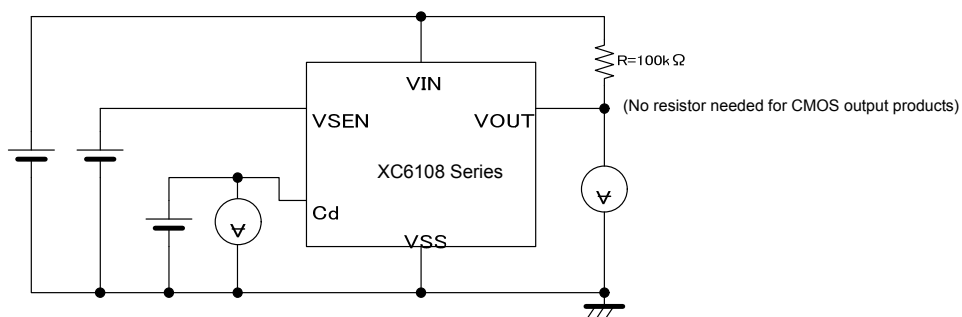 R=100kΩ
VIN
(No resistor needed for CMOS output products)
VSEN
VOUT
XC6108 Series
Cd
VSS